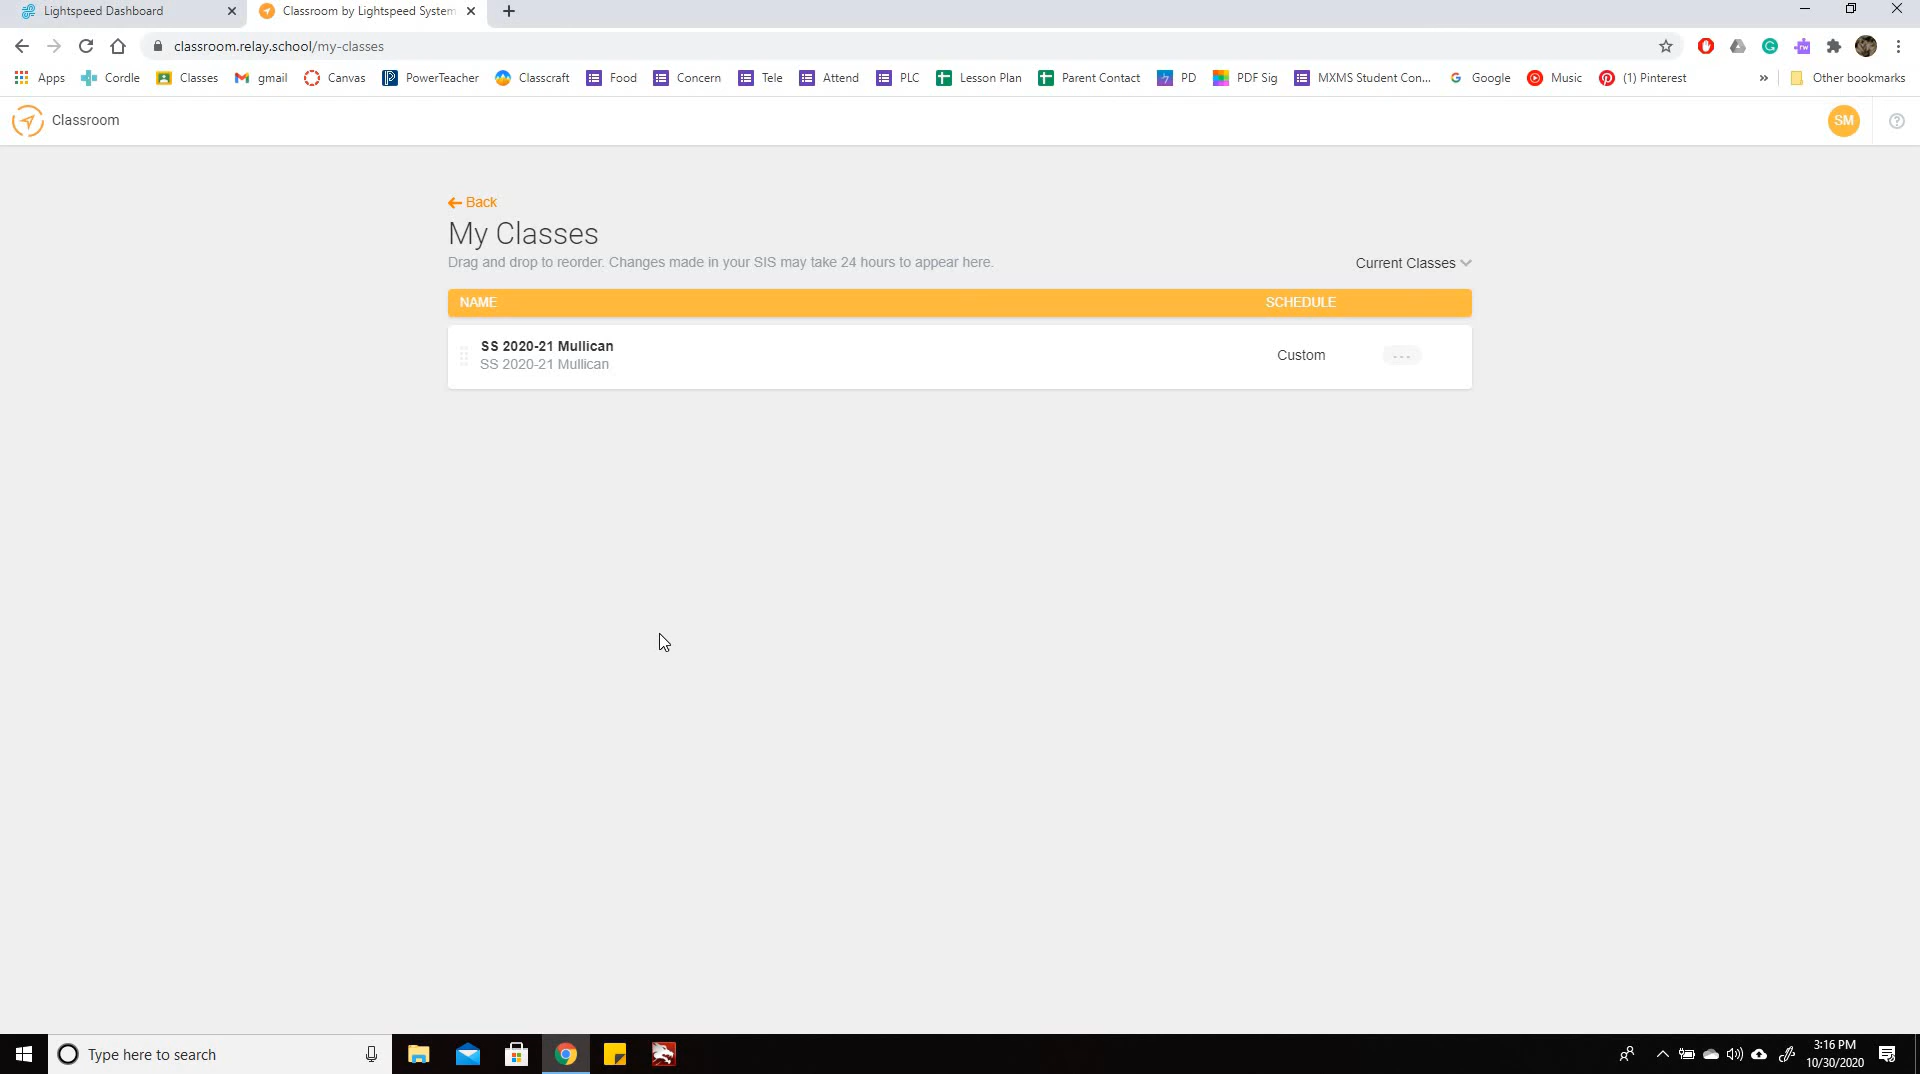 Lightspeed Dashboard
Classroom by Lightspeed System
classroom.relay.school/my-classes
Apps Cordle Classes gmail Canvas PowerTeacher Classcraft Food Concern Tele Attend PLC Lesson Plan Parent Contact PD PDF Sig MXMS Student Con... Google Music (1) Pinterest » Other bookmarks
Classroom
SM
Back
My Classes
Drag and drop to reorder. Changes made in your SIS may take 24 hours to appear here.
Current Classes
NAME SCHEDULE
SS 2020-21 Mullican
SS 2020-21 Mullican
Custom
...
Type here to search
3:16 PM
10/30/2020